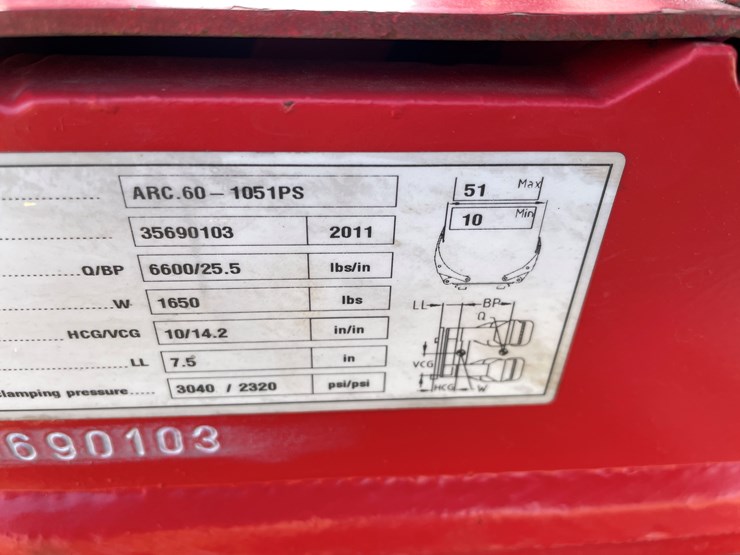 ARC.60-1051PS
35690103 2011
Q/BP 6600/25.5 lbs/in
W 1650 lbs
HCG/VCG 10/14.2 in/in
LL 7.5 in
clamping pressure..... 3040 / 2320 psi/psi
51 Max
10 Min
LL BP
Q
VCG
HCG W
690103